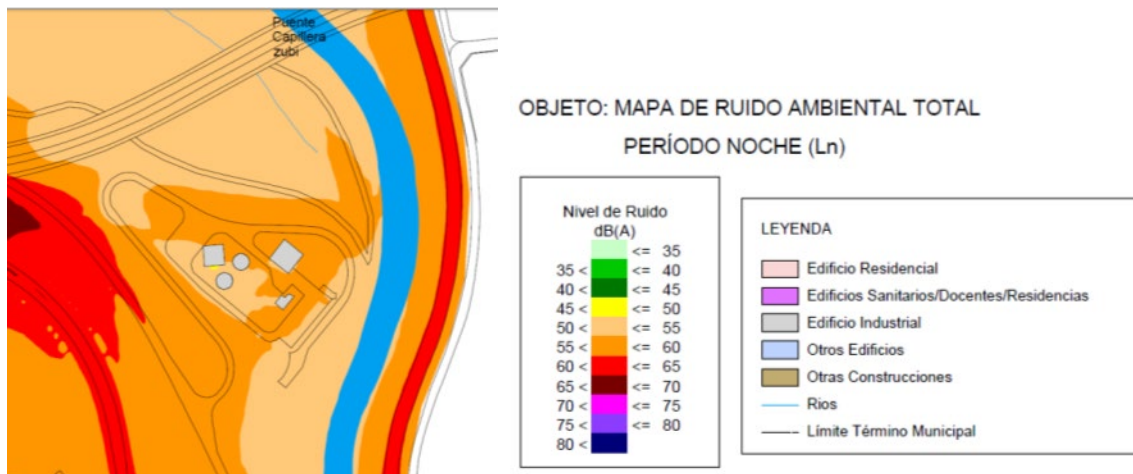 Puente
Capillera
zubi
OBJETO: MAPA DE RUIDO AMBIENTAL TOTAL
PERÍODO NOCHE (Ln)
Nivel de Ruido
dB(A)
<= 35
35 < <= 40
40 < <= 45
45 < <= 50
50 < <= 55
55 < <= 60
60 < <= 65
65 < <= 70
70 < <= 75
75 < <= 80
80 <
LEYENDA
Edificio Residencial
Edificios Sanitarios/Docentes/Residencias
Edificio Industrial
Otros Edificios
Otras Construcciones
Rios
Límite Término Municipal